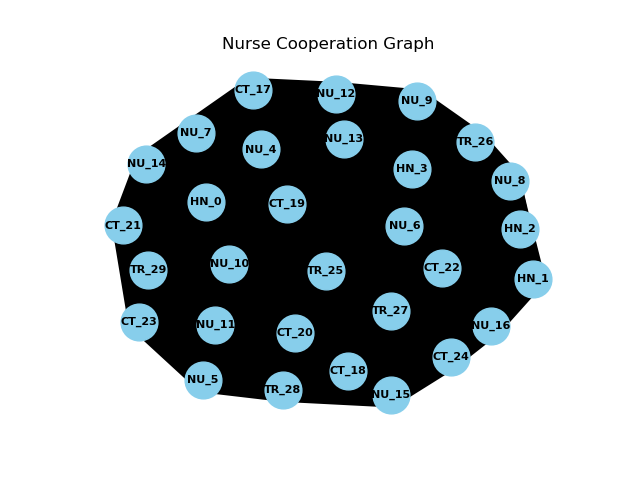 Nurse Cooperation Graph
CT_17
NU_12
NU_9
NU_7
NU_4
NU_13
TR_26
NU_14
HN_3
NU_8
HN_0
CT_19
CT_21
NU_6
HN_2
TR_29
NU_10
TR_25
CT_22
HN_1
CT_23
NU_11
CT_20
TR_27
NU_16
CT_24
NU_5
TR_28
CT_18
NU_15